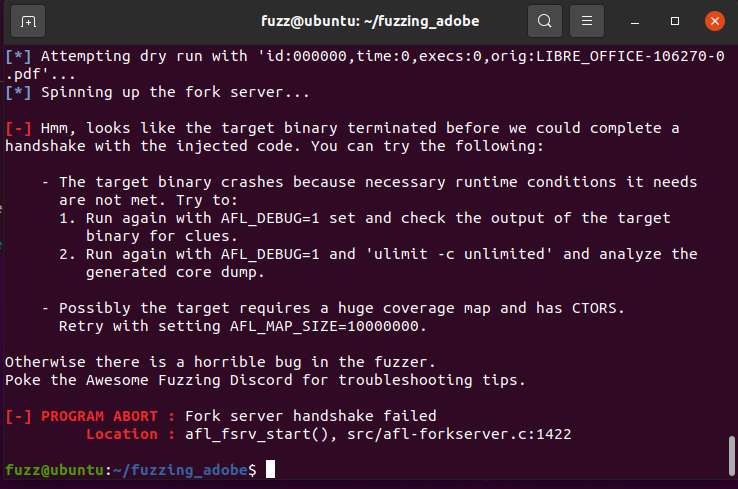 fuzz@ubuntu: ~/fuzzing_adobe
[*] Attempting dry run with 'id:000000,time:0,execs:0,orig:LIBRE_OFFICE-106270-0
.pdf'...
[*] Spinning up the fork server...
[-] Hmm, looks like the target binary terminated before we could complete a
handshake with the injected code. You can try the following:
- The target binary crashes because necessary runtime conditions it needs
are not met. Try to:
1. Run again with AFL_DEBUG=1 set and check the output of the target
binary for clues.
2. Run again with AFL_DEBUG=1 and 'ulimit -c unlimited' and analyze the
generated core dump.
- Possibly the target requires a huge coverage map and has CTORS.
Retry with setting AFL_MAP_SIZE=10000000.
Otherwise there is a horrible bug in the fuzzer.
Poke the Awesome Fuzzing Discord for troubleshooting tips.
[-] PROGRAM ABORT : Fork server handshake failed
Location : afl_fsrv_start(), src/afl-forkserver.c:1422
fuzz@ubuntu:~/fuzzing_adobe$